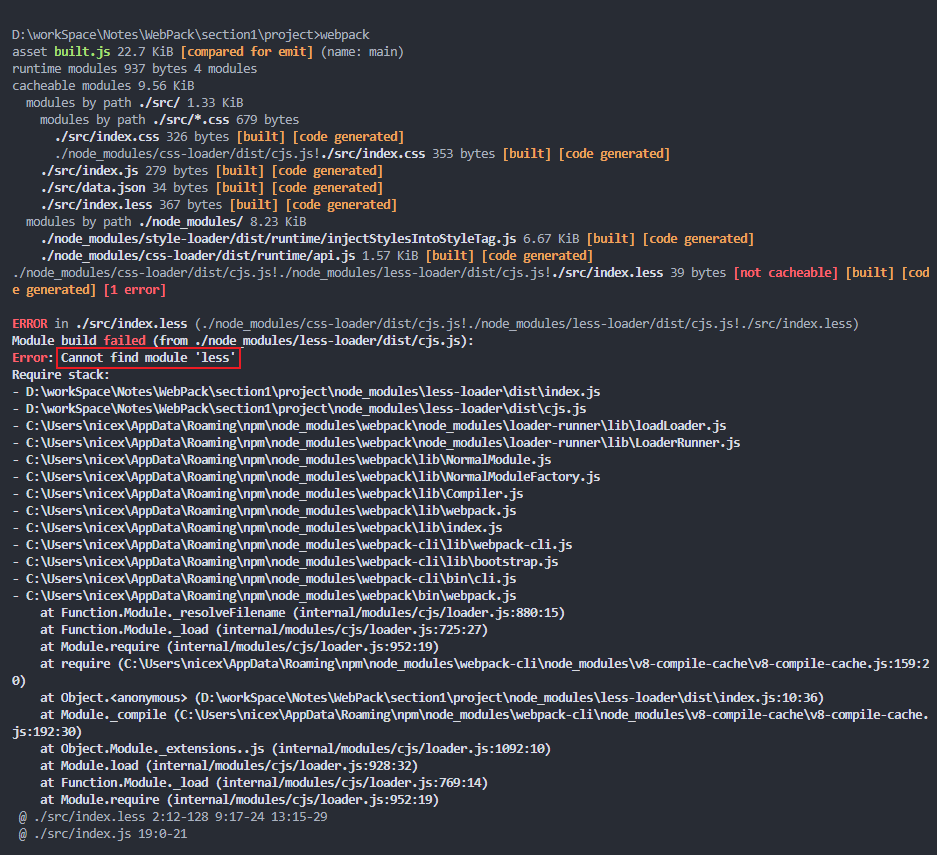 D:\workSpace\Notes\WebPack\section1\project>webpack
asset built.js 22.7 KiB [compared for emit] (name: main)
runtime modules 937 bytes 4 modules
cacheable modules 9.56 KiB
modules by path ./src/ 1.33 KiB
modules by path ./src/*.css 679 bytes
./src/index.css 326 bytes [built] [code generated]
./node_modules/css-loader/dist/cjs.js!./src/index.css 353 bytes [built] [code generated]
./src/index.js 279 bytes [built] [code generated]
./src/data.json 34 bytes [built] [code generated]
./src/index.less 367 bytes [built] [code generated]
modules by path ./node_modules/ 8.23 KiB
./node_modules/style-loader/dist/runtime/injectStylesIntoStyleTag.js 6.67 KiB [built] [code generated]
./node_modules/css-loader/dist/runtime/api.js 1.57 KiB [built] [code generated]
./node_modules/css-loader/dist/cjs.js!./node_modules/less-loader/dist/cjs.js!./src/index.less 39 bytes [not cacheable] [built] [cod
e generated] [1 error]
ERROR in ./src/index.less (./node_modules/css-loader/dist/cjs.js!./node_modules/less-loader/dist/cjs.js!./src/index.less)
Module build failed (from ./node_modules/less-loader/dist/cjs.js):
Error: Cannot find module 'less'
Require stack:
- D:\workSpace\Notes\WebPack\section1\project\node_modules\less-loader\dist\index.js
- D:\workSpace\Notes\WebPack\section1\project\node_modules\less-loader\dist\cjs.js
- C:\Users\nicex\AppData\Roaming\npm\node_modules\webpack\node_modules\loader-runner\lib\loadLoader.js
- C:\Users\nicex\AppData\Roaming\npm\node_modules\webpack\node_modules\loader-runner\lib\LoaderRunner.js
- C:\Users\nicex\AppData\Roaming\npm\node_modules\webpack\lib\NormalModule.js
- C:\Users\nicex\AppData\Roaming\npm\node_modules\webpack\lib\NormalModuleFactory.js
- C:\Users\nicex\AppData\Roaming\npm\node_modules\webpack\lib\Compiler.js
- C:\Users\nicex\AppData\Roaming\npm\node_modules\webpack\lib\webpack.js
- C:\Users\nicex\AppData\Roaming\npm\node_modules\webpack\lib\index.js
- C:\Users\nicex\AppData\Roaming\npm\node_modules\webpack-cli\lib\webpack-cli.js
- C:\Users\nicex\AppData\Roaming\npm\node_modules\webpack-cli\lib\bootstrap.js
- C:\Users\nicex\AppData\Roaming\npm\node_modules\webpack-cli\bin\cli.js
- C:\Users\nicex\AppData\Roaming\npm\node_modules\webpack\bin\webpack.js
at Function.Module._resolveFilename (internal/modules/cjs/loader.js:880:15)
at Function.Module._load (internal/modules/cjs/loader.js:725:27)
at Module.require (internal/modules/cjs/loader.js:952:19)
at require (C:\Users\nicex\AppData\Roaming\npm\node_modules\webpack-cli\node_modules\v8-compile-cache\v8-compile-cache.js:159:2
0)
at Object.<anonymous> (D:\workSpace\Notes\WebPack\section1\project\node_modules\less-loader\dist\index.js:10:36)
at Module._compile (C:\Users\nicex\AppData\Roaming\npm\node_modules\webpack-cli\node_modules\v8-compile-cache\v8-compile-cache.
js:192:30)
at Object.Module._extensions..js (internal/modules/cjs/loader.js:1092:10)
at Module.load (internal/modules/cjs/loader.js:928:32)
at Function.Module._load (internal/modules/cjs/loader.js:769:14)
at Module.require (internal/modules/cjs/loader.js:952:19)
@ ./src/index.less 2:12-128 9:17-24 13:15-29
@ ./src/index.js 19:0-21